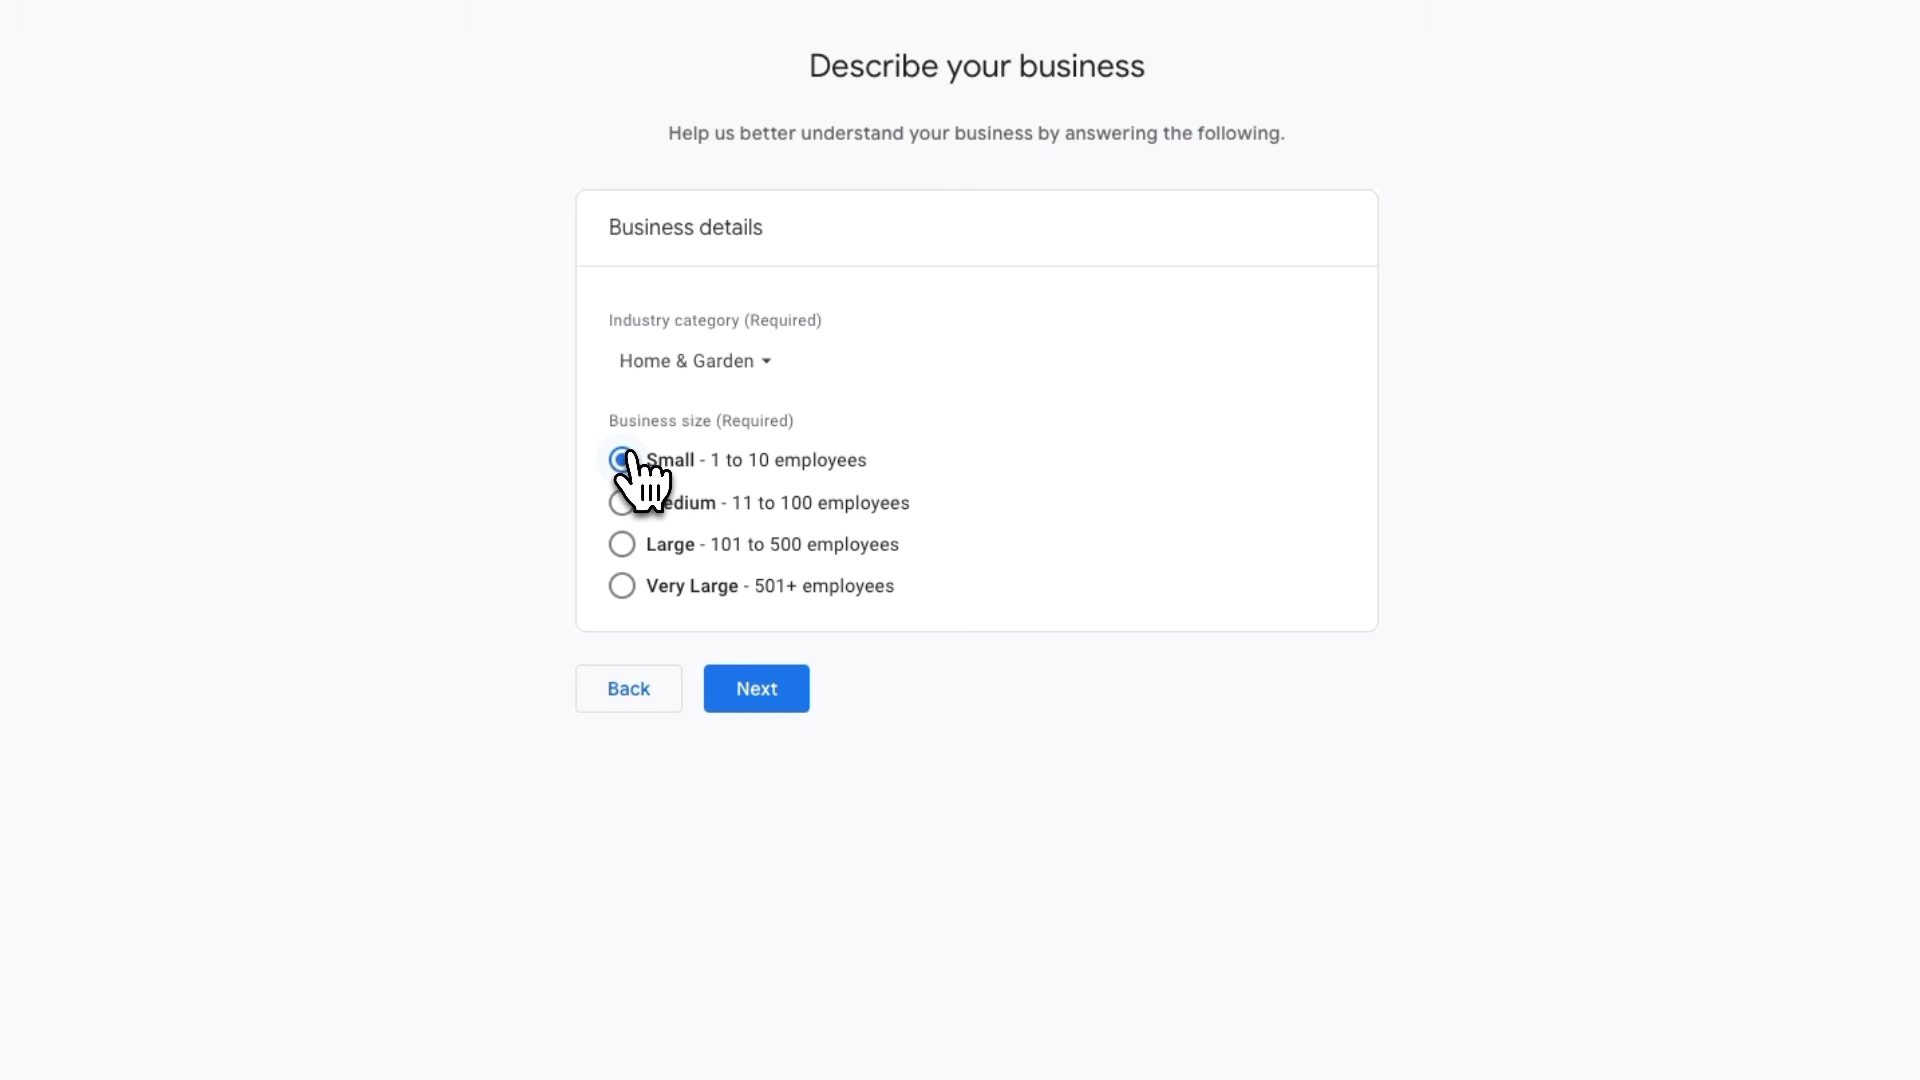 Describe your business
Help us better understand your business by answering the following.
Business details
Industry category (Required)
Home & Garden
Business size (Required)
Small - 1 to 10 employees
- 11 to 100 employees
Large - 101 to 500 employees
Very Large - 501+ employees
Back
Next